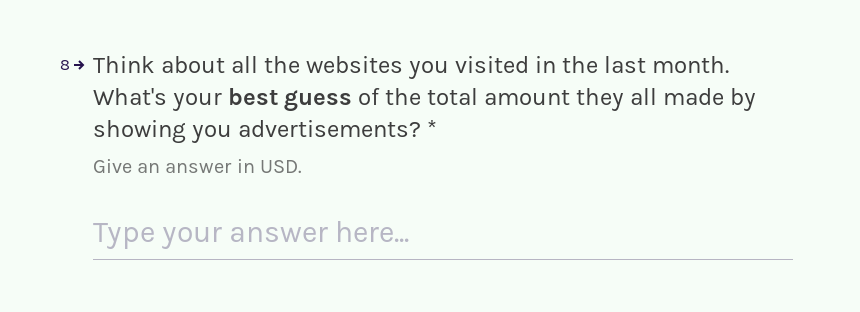 8→ Think about all the websites you visited in the last month.
What's your best guess of the total amount they all made by
showing you advertisements? *
Give an answer in USD.
Type your answer here...